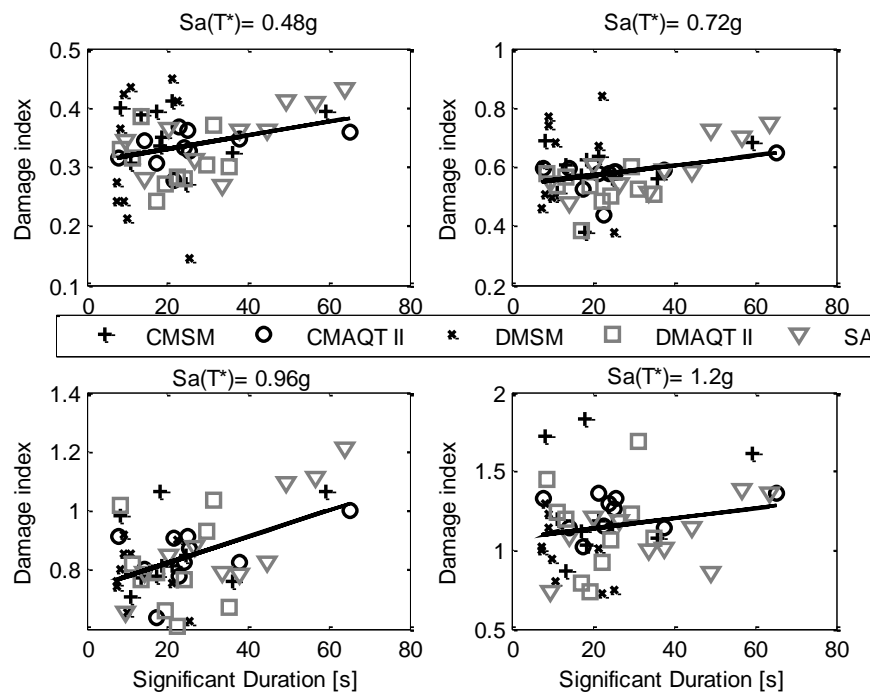 Sa(T*)= 0.48g
Sa(T*)= 0.72g
0.5
0.4
0.3
0.2
0.1
Damage index
0
20
40
60
80
1
0.8
0.6
0.4
0.2
Damage index
0
20
40
60
80
CMSM
CMAQT II
DMSM
DMAQT II
SA
Sa(T*)= 0.96g
Sa(T*)= 1.2g
1.4
1.2
1
0.8
Damage index
0
20
40
60
80
Significant Duration [s]
2
1.5
1
0.5
Damage index
0
20
40
60
80
Significant Duration [s]